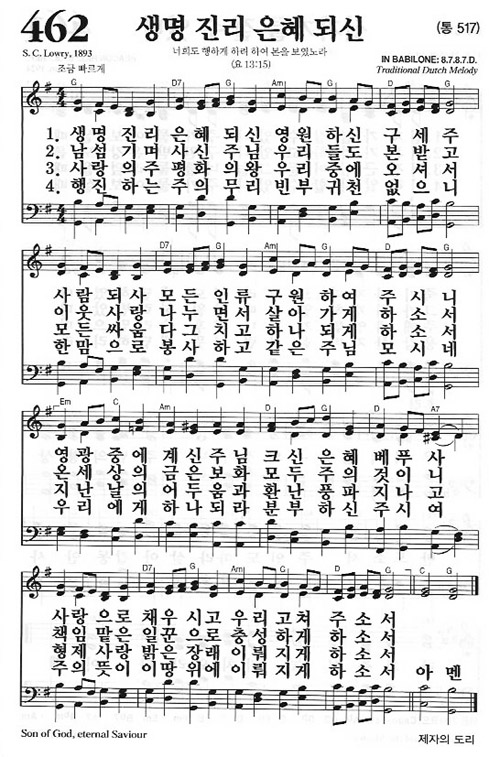 462
생명 진리 은혜 되신
(통 517)
S. C. Lowry, 1893
너희도 행하게 하려 하여 본을 보였노라
(요 13:15)
IN BABILONE: 8.7.8.7.D.
Traditional Dutch Melody
조금 빠르게
G D7 G Am G D G
1. 생 명 진 리 은 혜 되 신 영 원 하 신 구 세 주
2. 남 섬 기 며 사 신 주 님 우 리 들 도 본 받 고 서
3. 사 랑 의 주 평 화 의 왕 우 리 중 에 오 셔 서
4. 행 진 하 는 주 의 무 리 빈 부 귀 천 없 으 니
D7 G Am G D G
사 람 되 사 모 든 인 류 구 원 하 여 주 시 니
이 웃 사 랑 하 면 서 살 아 가 게 하 소 서
모 든 싸 움 다 그 치 고 하 나 되 게 하 소 서
한 맘 으 로 봉 사 하 고 같 은 주 님 모 시 네
Em C Am G D G D A7
영 광 중 에 계 신 주 님 크 신 은 혜 베 푸 사
온 세 상 의 금 은 보 화 모 두 주 의 것 이 니
지 난 날 의 어 두 움 과 환 난 풍 파 지 나 고
우 리 에 게 하 나 되 라 분 부 하 신 주 시 여
D7 G Am G D G C G
사 랑 으 로 채 우 시 고 우 리 고 쳐 주 소 서
책 임 맡 은 일 꾼 으 로 충 성 하 게 하 소 서
형 제 사 랑 밝 은 장 래 이 뤄 지 게 하 소 서
주 의 뜻 이 이 땅 위 에 이 뤄 지 게 하 소 서 아 멘
Son of God, eternal Saviour
제자의 도리